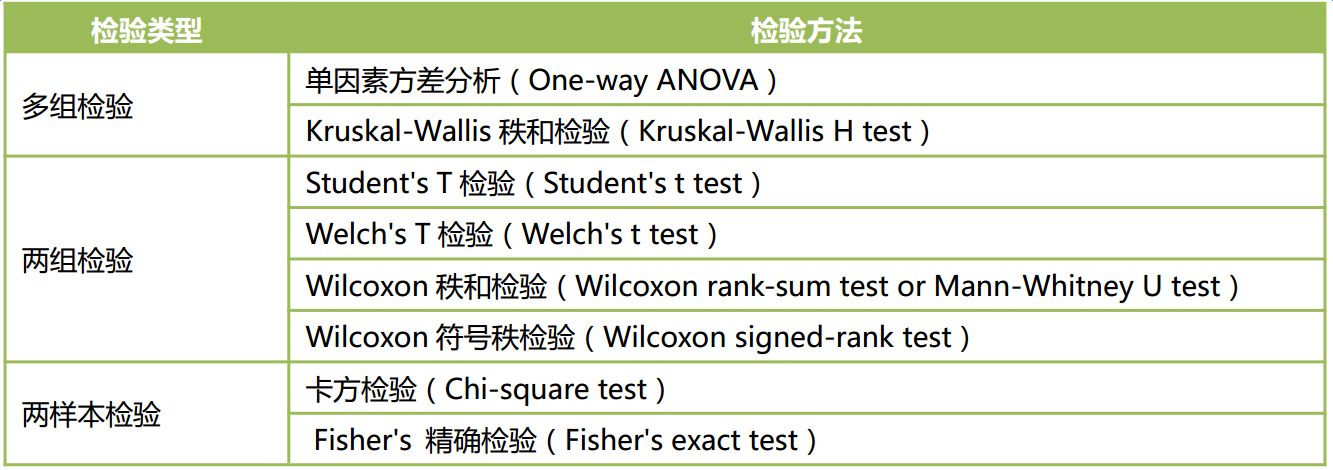 检验类型 检验方法
多组检验
单因素方差分析（One-way ANOVA）
Kruskal-Wallis 秩和检验（Kruskal-Wallis H test）
两组检验
Student's T 检验（Student's t test）
Welch's T 检验（Welch's t test）
Wilcoxon 秩和检验（Wilcoxon rank-sum test or Mann-Whitney U test）
Wilcoxon 符号秩检验（Wilcoxon signed-rank test）
两样本检验
卡方检验（Chi-square test）
Fisher's 精确检验（Fisher's exact test）